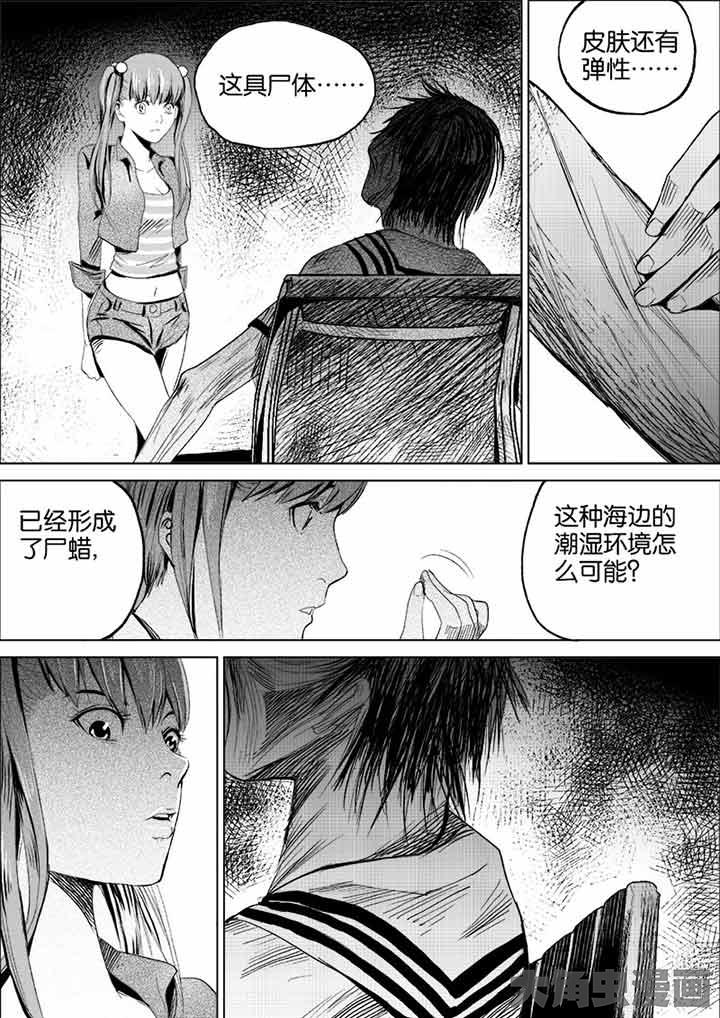 这具尸体……
皮肤还有
弹性……
已经形成
了尸蜡,
这种海边的
潮湿环境怎
么可能?
大角虫漫画